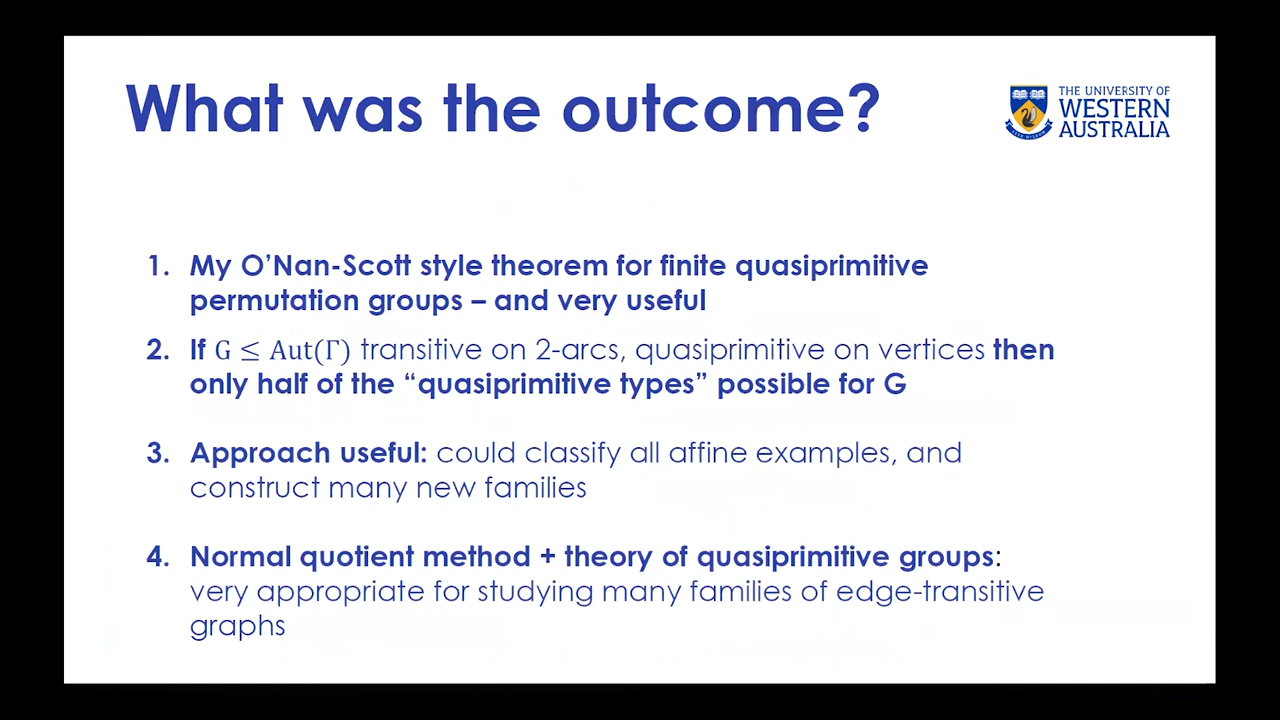 What was the outcome?
THE UNIVERSITY OF
WESTERN
AUSTRALIA
1. My O’Nan-Scott style theorem for finite quasiprimitive
permutation groups – and very useful
2. If G ≤ Aut(Γ) transitive on 2-arcs, quasiprimitive on vertices then
only half of the “quasiprimitive types” possible for G
3. Approach useful: could classify all affine examples, and
construct many new families
4. Normal quotient method + theory of quasiprimitive groups:
very appropriate for studying many families of edge-transitive
graphs